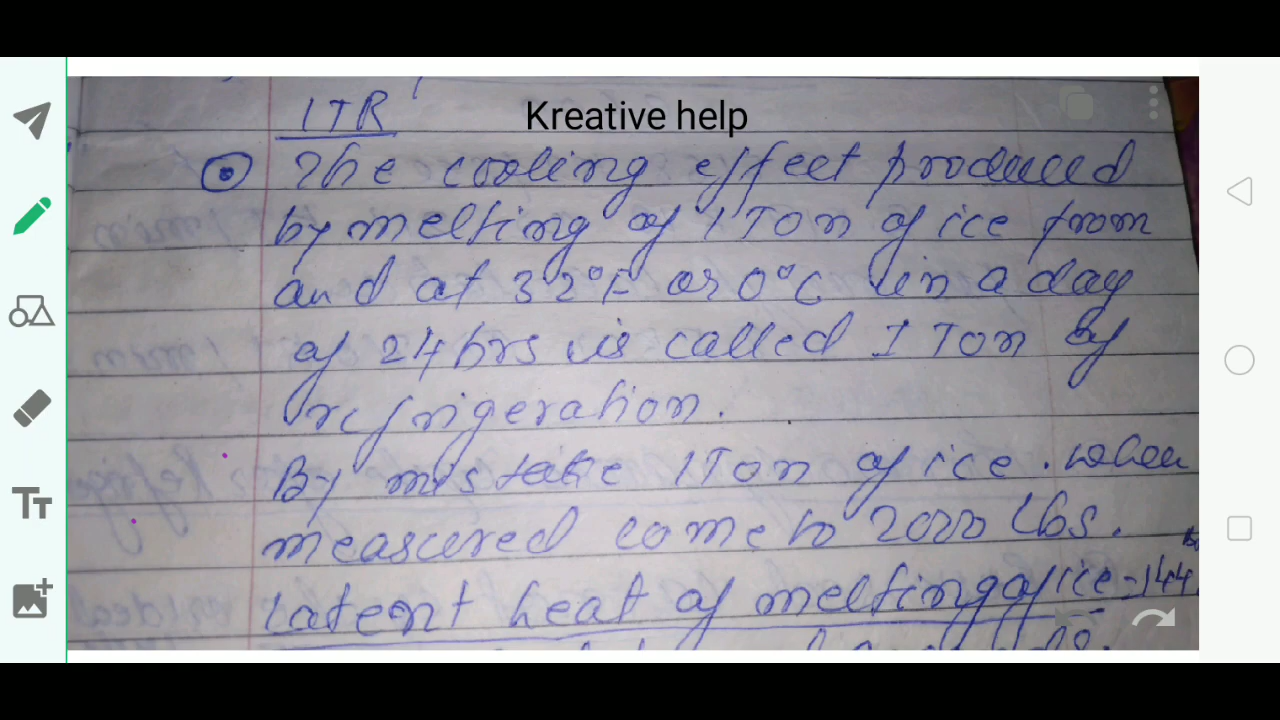 1TR
Kreative help
The cooling effect produced
by melting of 1 Ton of ice from
and at 32°F or 0°C in a day
of 24 hrs is called 1 Ton of
refrigeration.
By mistake 1 Ton of ice . when
measured come to 2000 Lbs.
Latent heat of melting of ice = 144
TT